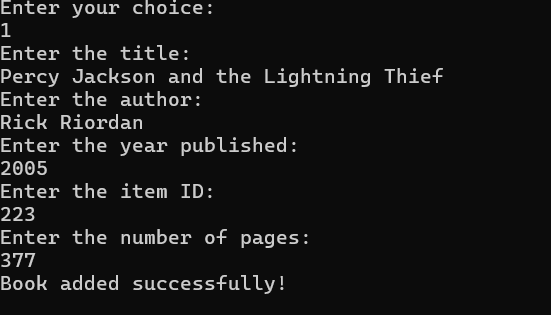 Enter your choice:
1
Enter the title:
Percy Jackson and the Lightning Thief
Enter the author:
Rick Riordan
Enter the year published:
2005
Enter the item ID:
223
Enter the number of pages:
377
Book added successfully!